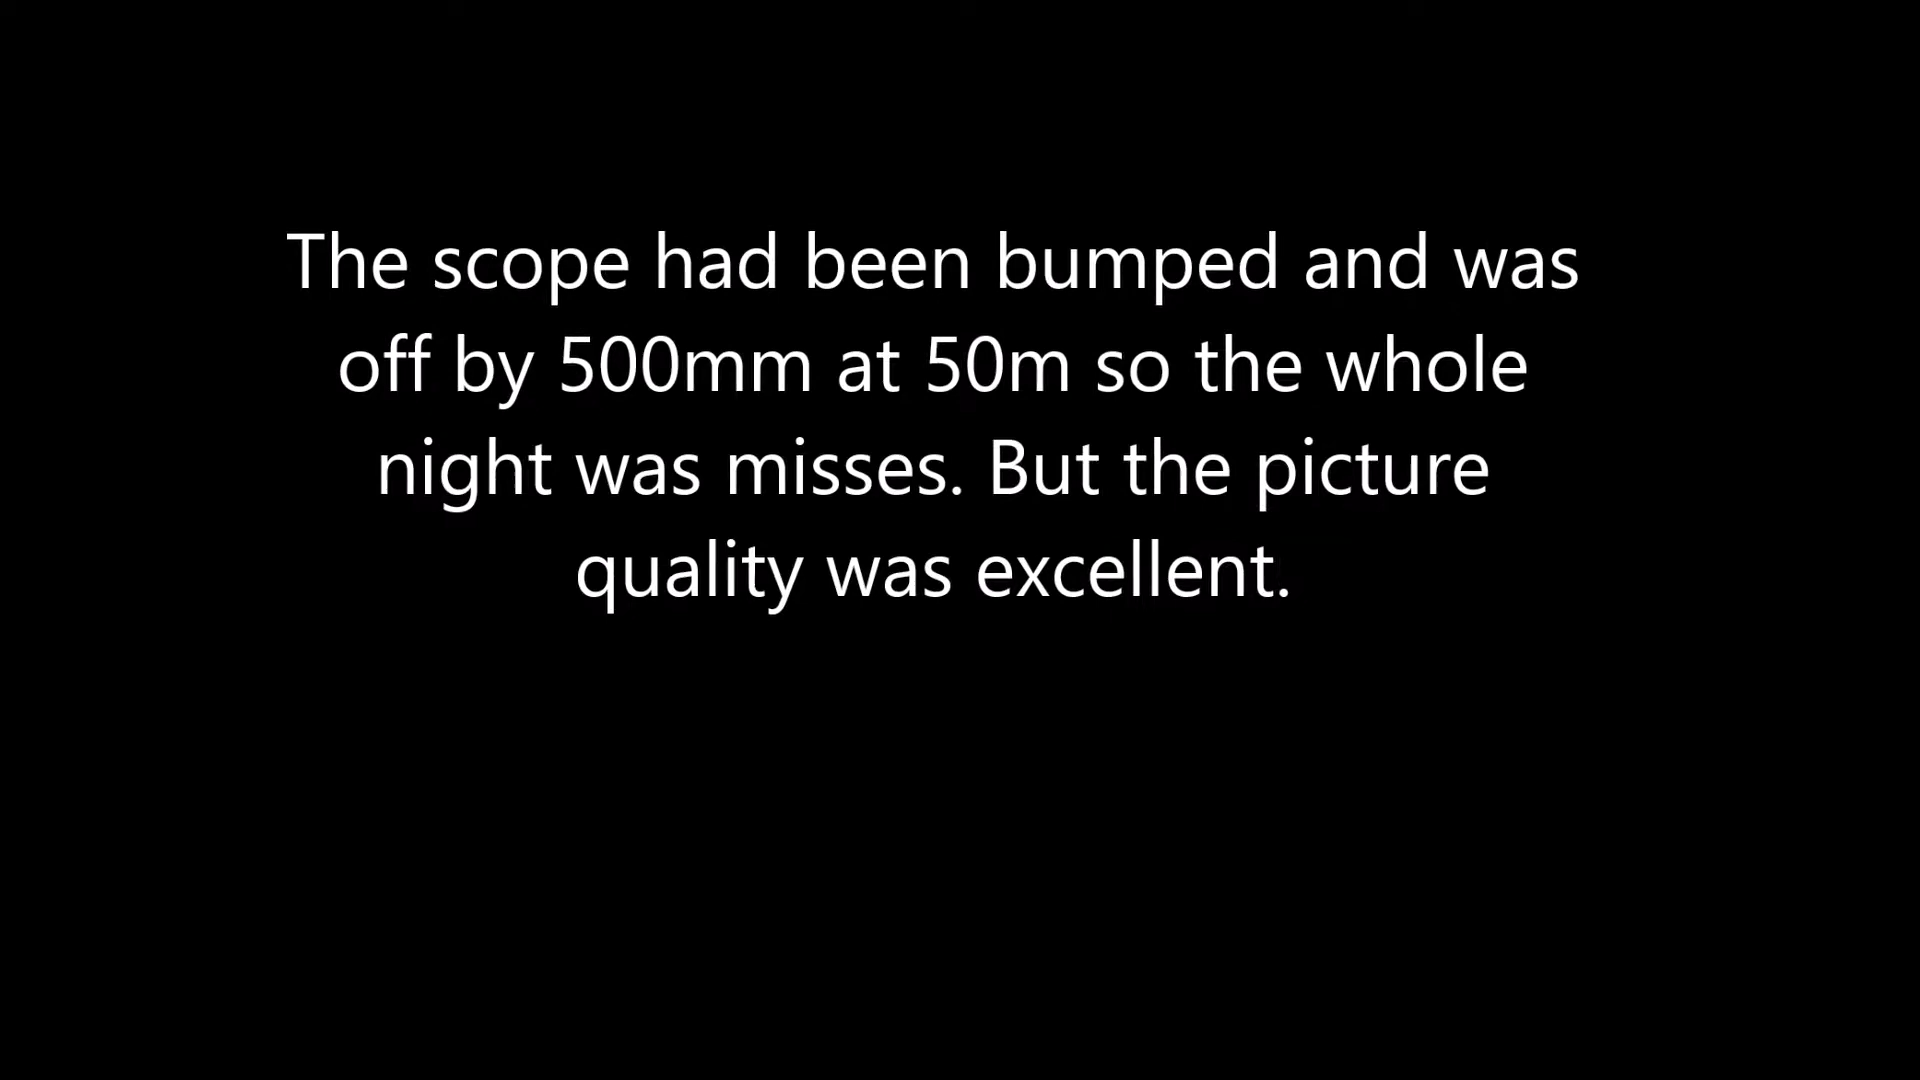 The scope had been bumped and was
off by 500mm at 50m so the whole
night was misses. But the picture
quality was excellent.